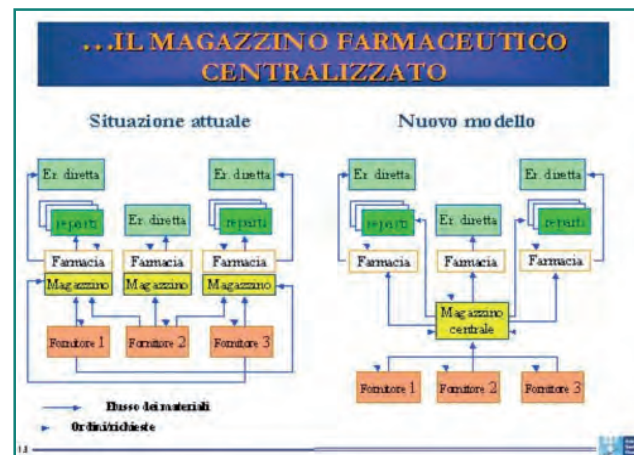 ...IL MAGAZZINO FARMACEUTICO
CENTRALIZZATO
Situazione attuale
Nuovo modello
Er. diretta
Er. diretta
Er. diretta
Er. diretta
reparti
Er. diretta
reparti
reparti
Er. diretta
reparti
Farmacia
Farmacia
Farmacia
Farmacia
Farmacia
Farmacia
Magazzino
Magazzino
Magazzino
Magazzino
centrale
Fornitore 1
Fornitore 2
Fornitore 3
Fornitore 1
Fornitore 2
Fornitore 3
Flusso dei materiali
Ordini/richieste